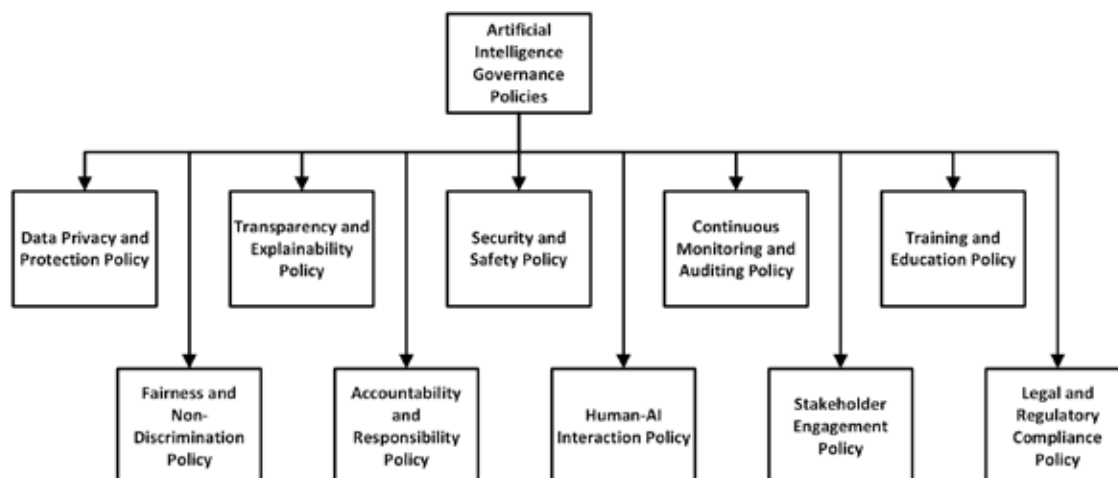 Artificial
Intelligence
Governance
Policies
Data Privacy and
Protection Policy
Transparency and
Explainability
Policy
Security and
Safety Policy
Continuous
Monitoring and
Auditing Policy
Training and
Education Policy
Fairness and
Non-
Discrimination
Policy
Accountability
and
Responsibility
Policy
Human-AI
Interaction Policy
Stakeholder
Engagement
Policy
Legal and
Regulatory
Compliance
Policy